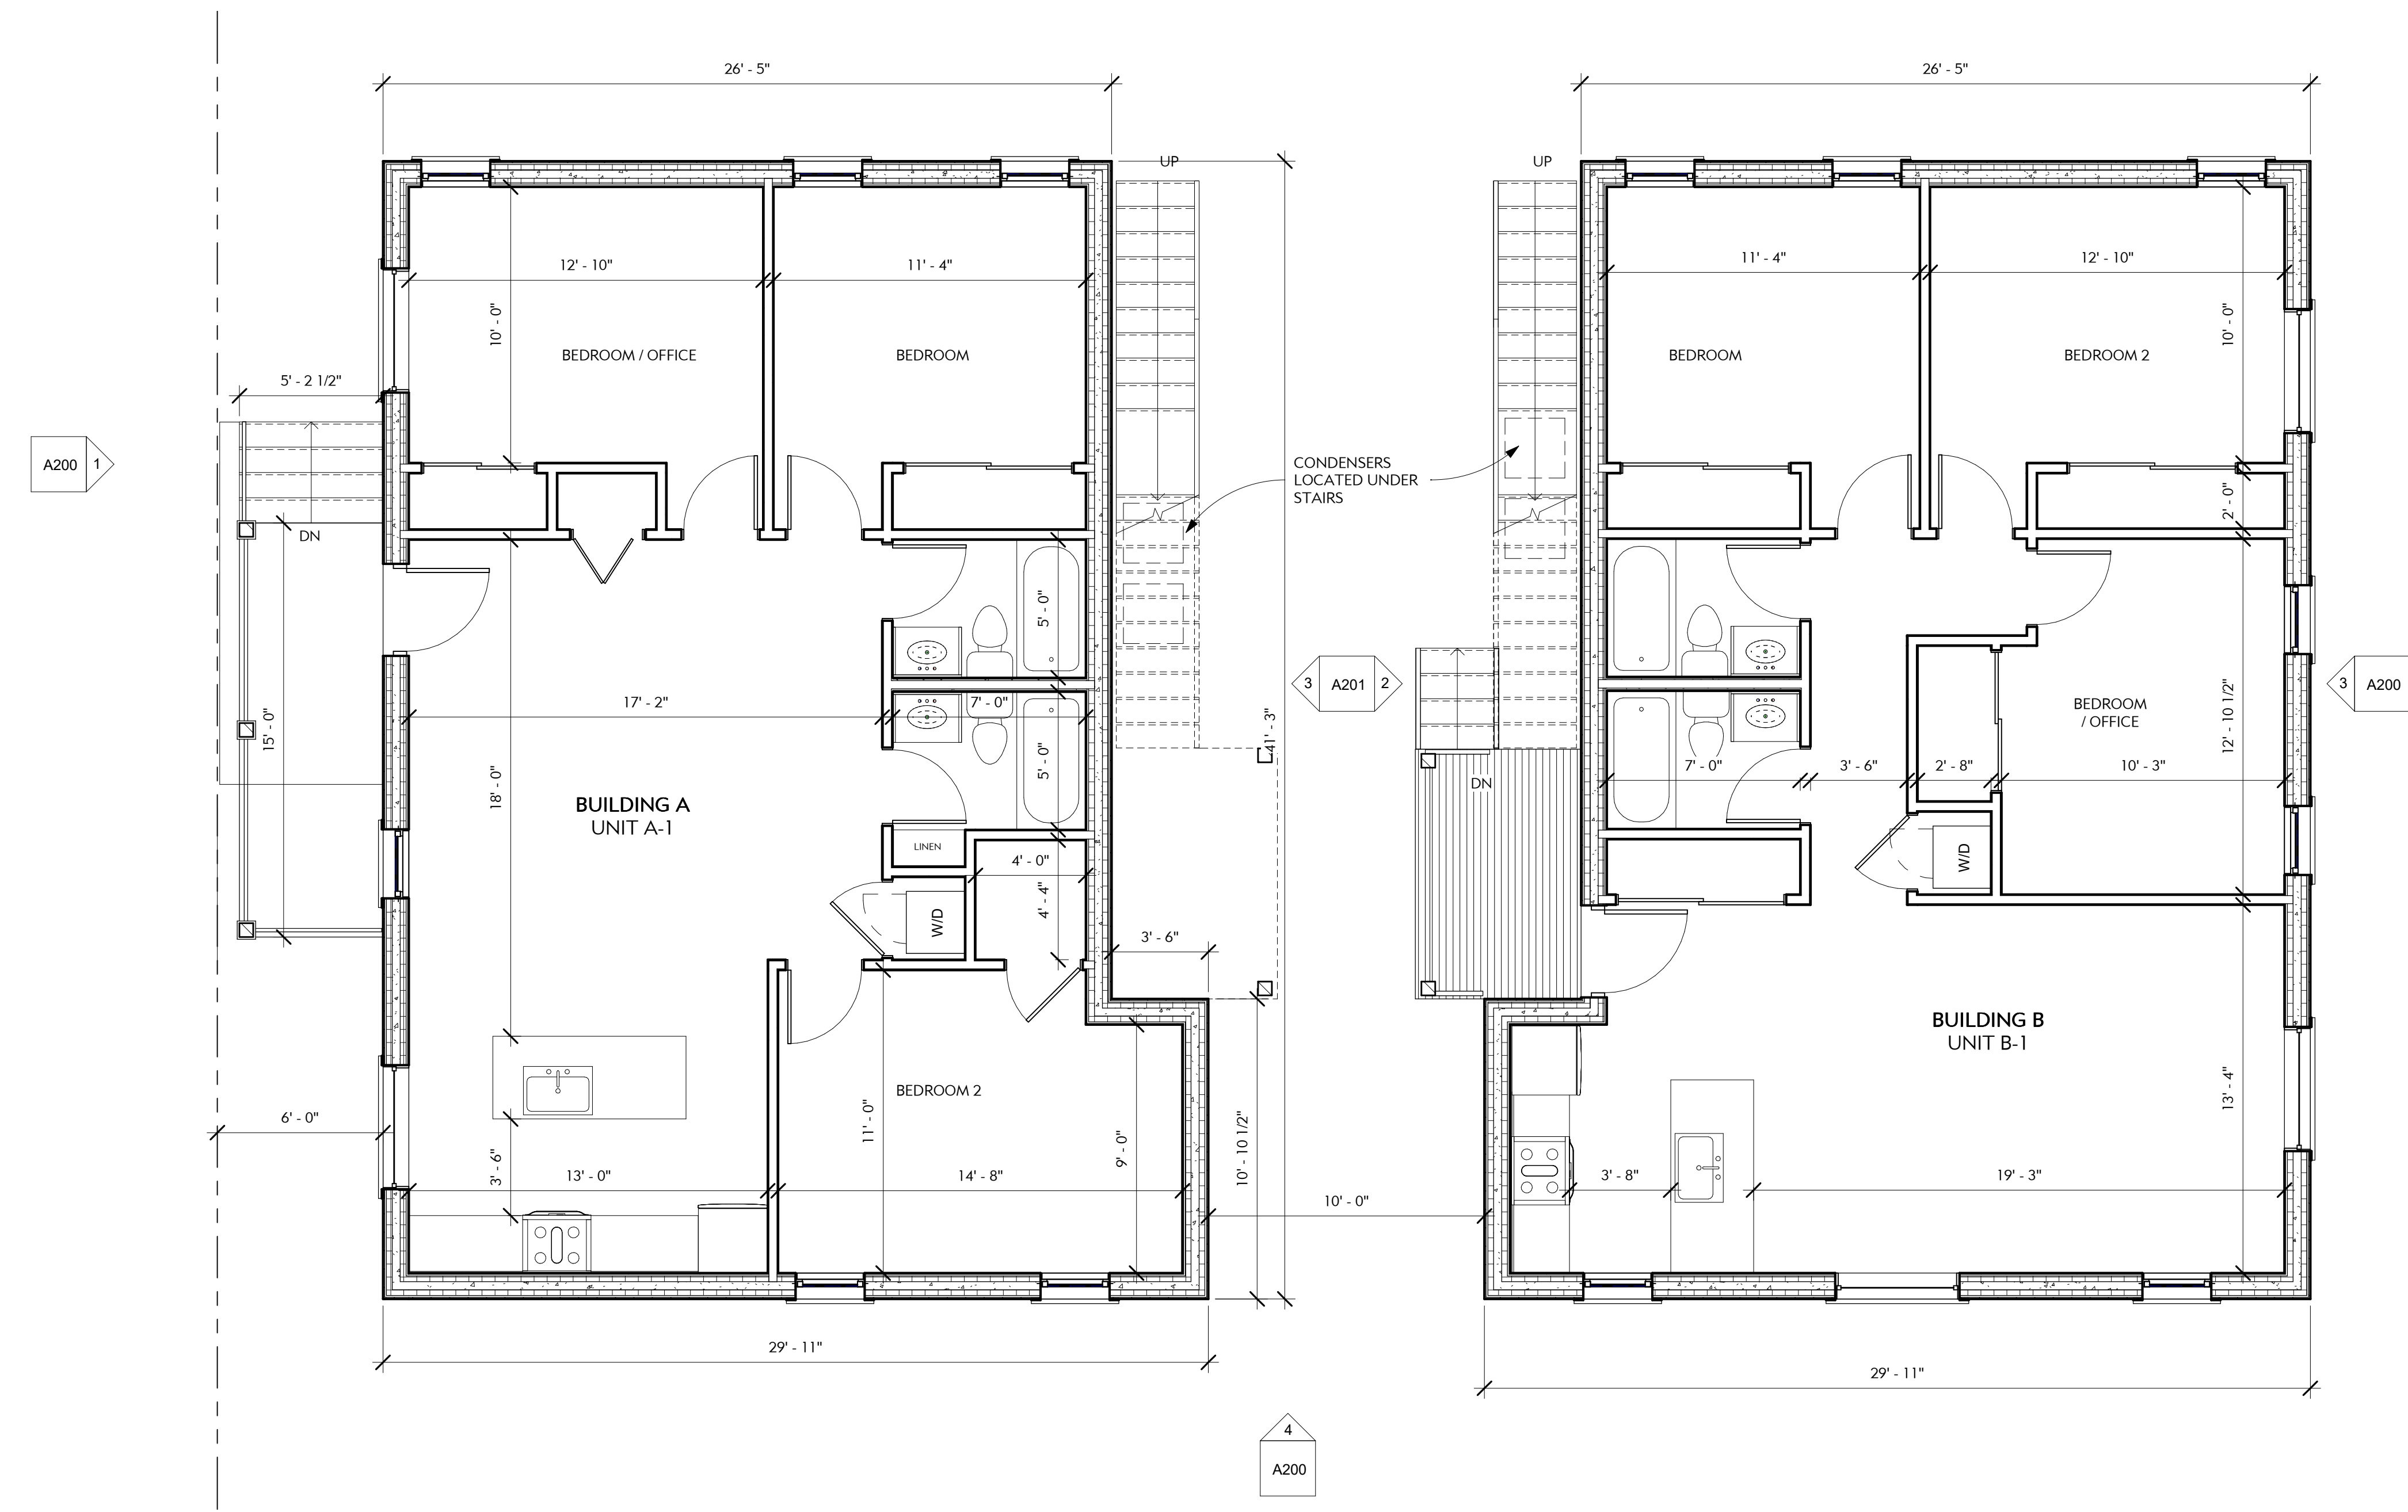 26' - 5"
26' - 5"
UP
UP
12' - 10"
11' - 4"
11' - 4"
12' - 10"
10' - 0"
10' - 0"
BEDROOM / OFFICE
BEDROOM
BEDROOM
BEDROOM 2
5' - 2 1/2"
A200
1
CONDENSERS
LOCATED UNDER
STAIRS
2' - 0"
DN
5' - 0"
3
A201
2
3
A200
17' - 2"
7' - 0"
15' - 0"
41' - 3"
BEDROOM
/ OFFICE
12' - 10 1/2"
5' - 0"
18' - 0"
7' - 0"
3' - 6"
2' - 8"
10' - 3"
DN
BUILDING A
UNIT A-1
LINEN
4' - 0"
4' - 4"
W/D
W/D
3' - 6"
BUILDING B
UNIT B-1
BEDROOM 2
6' - 0"
11' - 0"
9' - 0"
10' - 10 1/2"
13' - 4"
3' - 6"
13' - 0"
14' - 8"
3' - 8"
19' - 3"
10' - 0"
29' - 11"
29' - 11"
4
A200